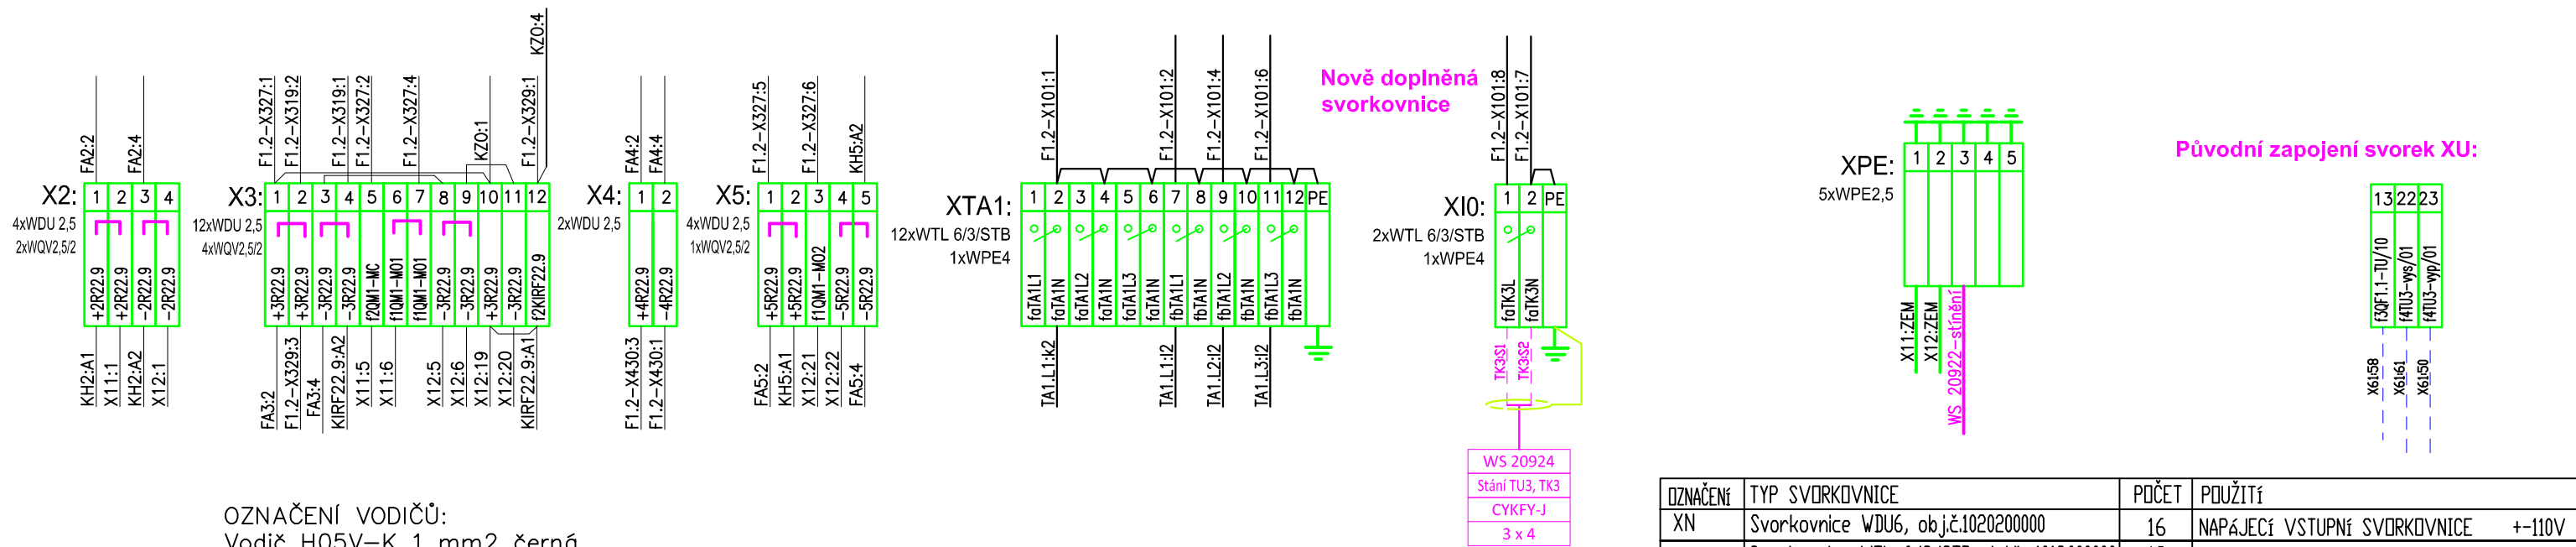 X2:
4xWDU 2,5
2xWQV2,5/2
FA2:2
FA2:4
1 2 3 4
+2R22.9
+2R22.9
-2R22.9
-2R22.9
KH2:A1
X11:1
KH2:A2
X12:1
X3:
12xWDU 2,5
4xWQV2,5/2
F1.2-X327:1
F1.2-X319:2
F1.2-X319:1
F1.2-X327:2
F1.2-X327:4
KZ0:1
F1.2-X329:1
KZ0:4
1 2 3 4 5 6 7 8 9 10 11 12
+3R22.9
+3R22.9
-3R22.9
-3R22.9
f2QM1-MC
f1QM1-M01
f1QM1-M01
-3R22.9
-3R22.9
+3R22.9
-3R22.9
f2KIRF22.9
FA3:2
F1.2-X329:3
FA3:4
KIRF22.9:A2
X11:5
X11:6
X12:5
X12:6
X12:19
X12:20
KIRF22.9:A1
X4:
2xWDU 2,5
FA4:2
FA4:4
1 2
+4R22.9
-4R22.9
F1.2-X430:3
F1.2-X430:1
X5:
4xWDU 2,5
1xWQV2,5/2
F1.2-X327:5
F1.2-X327:6
KH5:A2
1 2 3 4 5
+5R22.9
+5R22.9
f1QM1-M02
-5R22.9
-5R22.9
FA5:2
KH5:A1
X12:21
X12:22
FA5:4
XTA1:
12xWTL 6/3/STB
1xWPE4
F1.2-X101:1
F1.2-X101:2
F1.2-X101:4
F1.2-X101:6
1 2 3 4 5 6 7 8 9 10 11 12 PE
faTA1L1
faTA1N
faTA1L2
faTA1N
faTA1L3
faTA1N
fbTA1L1
fbTA1N
fbTA1L2
fbTA1N
fbTA1L3
fbTA1N
TA1.L1:k2
TA1.L1:l2
TA1.L2:l2
TA1.L3:l2
Nově doplněná
svorkovnice
XI0:
2xWTL 6/3/STB
1xWPE4
F1.2-X101:8
F1.2-X101:7
1 2 PE
faTK3L
faTK3N
TK3:S1
TK3:S2
WS 20924
Stání TU3, TK3
CYKFY-J
3 x 4
XPE:
5xWPE2,5
1 2 3 4 5
X11:ZEM
X12:ZEM
WS 20922-stínění
Původní zapojení svorek XU:
13 22 23
f3QF1.1-TU/10
f4TU3-vys/01
f4TU3-vyp/01
X61:58
X61:61
X61:50
OZNAČENÍ VODIČŮ:
Vodič H05V-K 1 mm2 černá
OZNAČENÍ TYP SVORKOVNICE POČET POUŽITÍ
XN Svorkovnice WDU6, obj.č.1020200000 16 NAPÁJECÍ VSTUPNÍ SVORKOVNICE +-110V